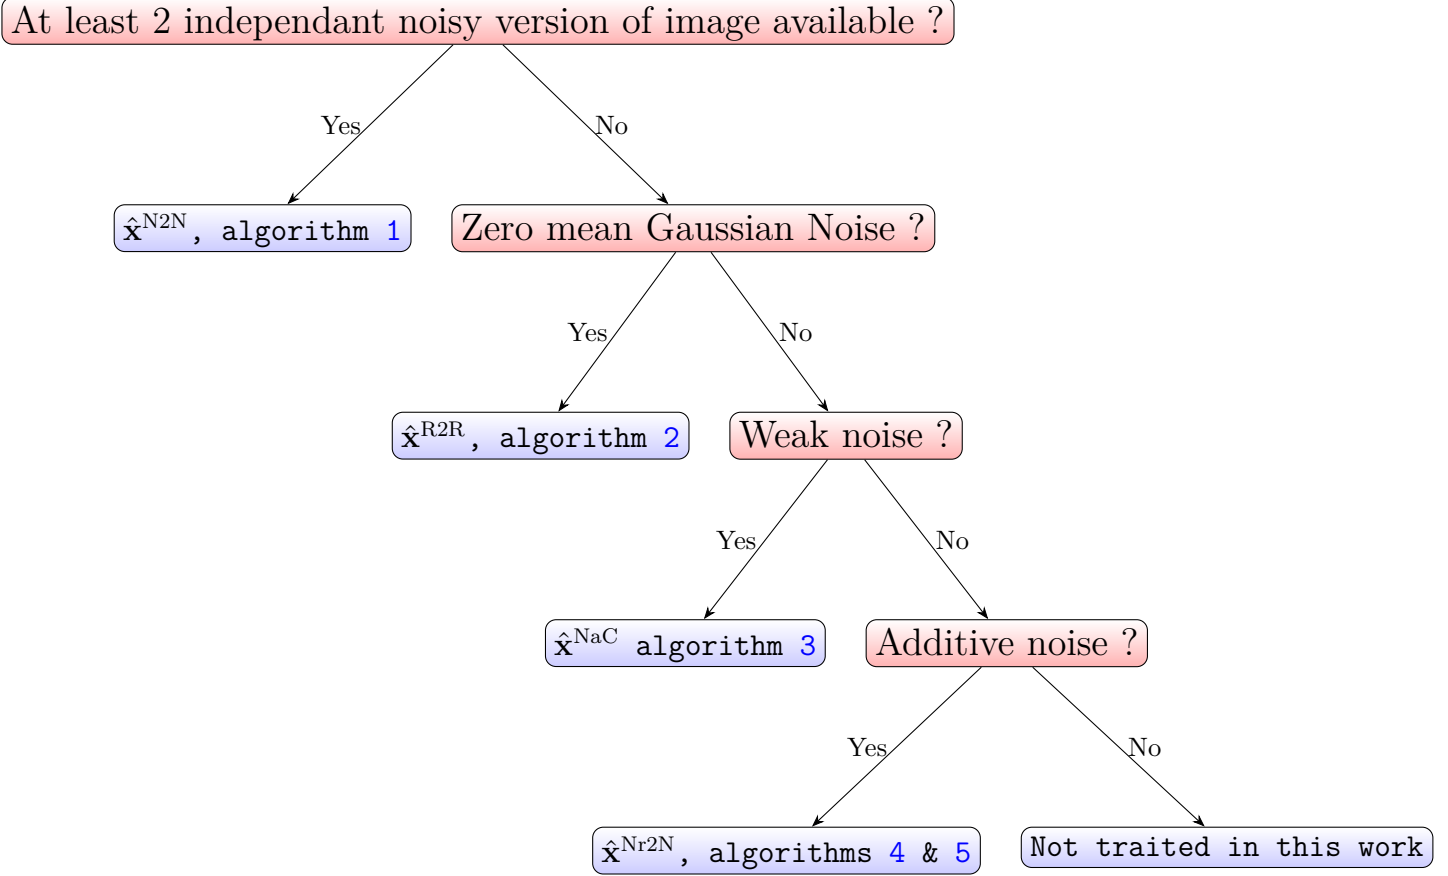 At least 2 independant noisy version of image available ?
Yes
No
x̂^N2N, algorithm 1
Zero mean Gaussian Noise ?
Yes
No
x̂^R2R, algorithm 2
Weak noise ?
Yes
No
x̂^NaC algorithm 3
Additive noise ?
Yes
No
x̂^Nr2N, algorithms 4 & 5
Not traited in this work